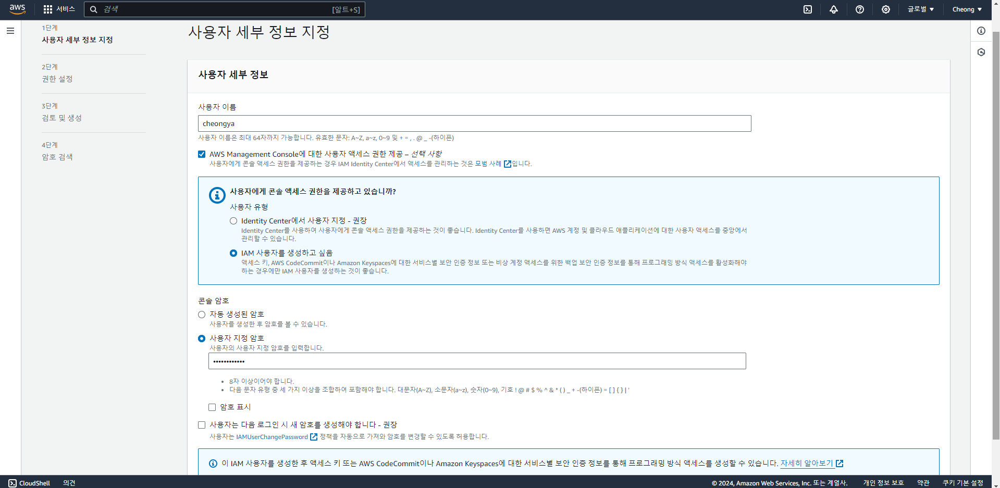 aws
서비스
검색
[알트+S]
글로벌
Cheong
1단계
사용자 세부 정보 지정
2단계
권한 설정
3단계
검토 및 생성
4단계
암호 검색
사용자 세부 정보 지정
사용자 세부 정보
사용자 이름
cheongya
사용자 이름은 최대 64자까지 가능합니다. 유효한 문자: A~Z, a~z, 0~9 및 + = , . @ _ -(하이픈)
AWS Management Console에 대한 사용자 액세스 권한 제공 – 선택 사항
사용자에게 콘솔 액세스 권한을 제공하는 경우 IAM Identity Center에서 액세스를 관리하는 것은 모범 사례 입니다.
사용자에게 콘솔 액세스 권한을 제공하고 있습니까?
사용자 유형
Identity Center에서 사용자 지정 - 권장
Identity Center를 사용하여 사용자에게 콘솔 액세스 권한을 제공하는 것이 좋습니다. Identity Center를 사용하면 AWS 계정 및 클라우드 애플리케이션에 대한 사용자 액세스를 중앙에서
관리할 수 있습니다.
IAM 사용자를 생성하고 싶음
액세스 키, AWS CodeCommit이나 Amazon Keyspaces에 대한 서비스별 보안 인증 정보 또는 비상 계정 액세스를 위한 백업 보안 인증 정보를 통해 프로그래밍 방식 액세스를 활성화해야
하는 경우에만 IAM 사용자를 생성하는 것이 좋습니다.
콘솔 암호
자동 생성된 암호
사용자를 생성한 후 암호를 볼 수 있습니다.
사용자 지정 암호
사용자의 사용자 지정 암호를 입력합니다.
••••••••••••
• 8자 이상이어야 합니다.
• 다음 문자 유형 중 세 가지 이상을 조합하여 포함해야 합니다. 대문자(A~Z), 소문자(a~z), 숫자(0~9), 기호 ! @ # $ % ^ & * ( ) _ + -(하이픈) = [ ] { } | '
암호 표시
사용자는 다음 로그인 시 새 암호를 생성해야 합니다 - 권장
사용자는 IAMUserChangePassword 정책을 자동으로 가져와 암호를 변경할 수 있도록 허용합니다.
이 IAM 사용자를 생성한 후 액세스 키 또는 AWS CodeCommit이나 Amazon Keyspaces에 대한 서비스별 보안 인증 정보를 통해 프로그래밍 방식 액세스를 생성할 수 있습니다. 자세히 알아보기
CloudShell
의견
© 2024, Amazon Web Services, Inc. 또는 계열사.
개인 정보 보호
약관
쿠키 기본 설정